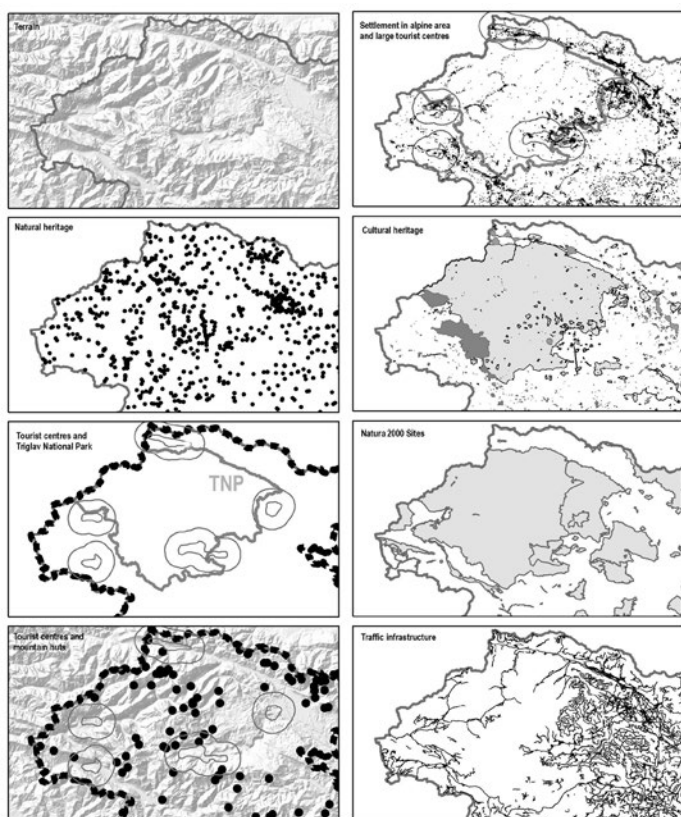 Terrain
Settlement in alpine area
and large tourist centres
Natural heritage
Cultural heritage
Tourist centres and
Triglav National Park
TNP
Natura 2000 Sites
Tourist centres and
mountain huts
Traffic infrastructure